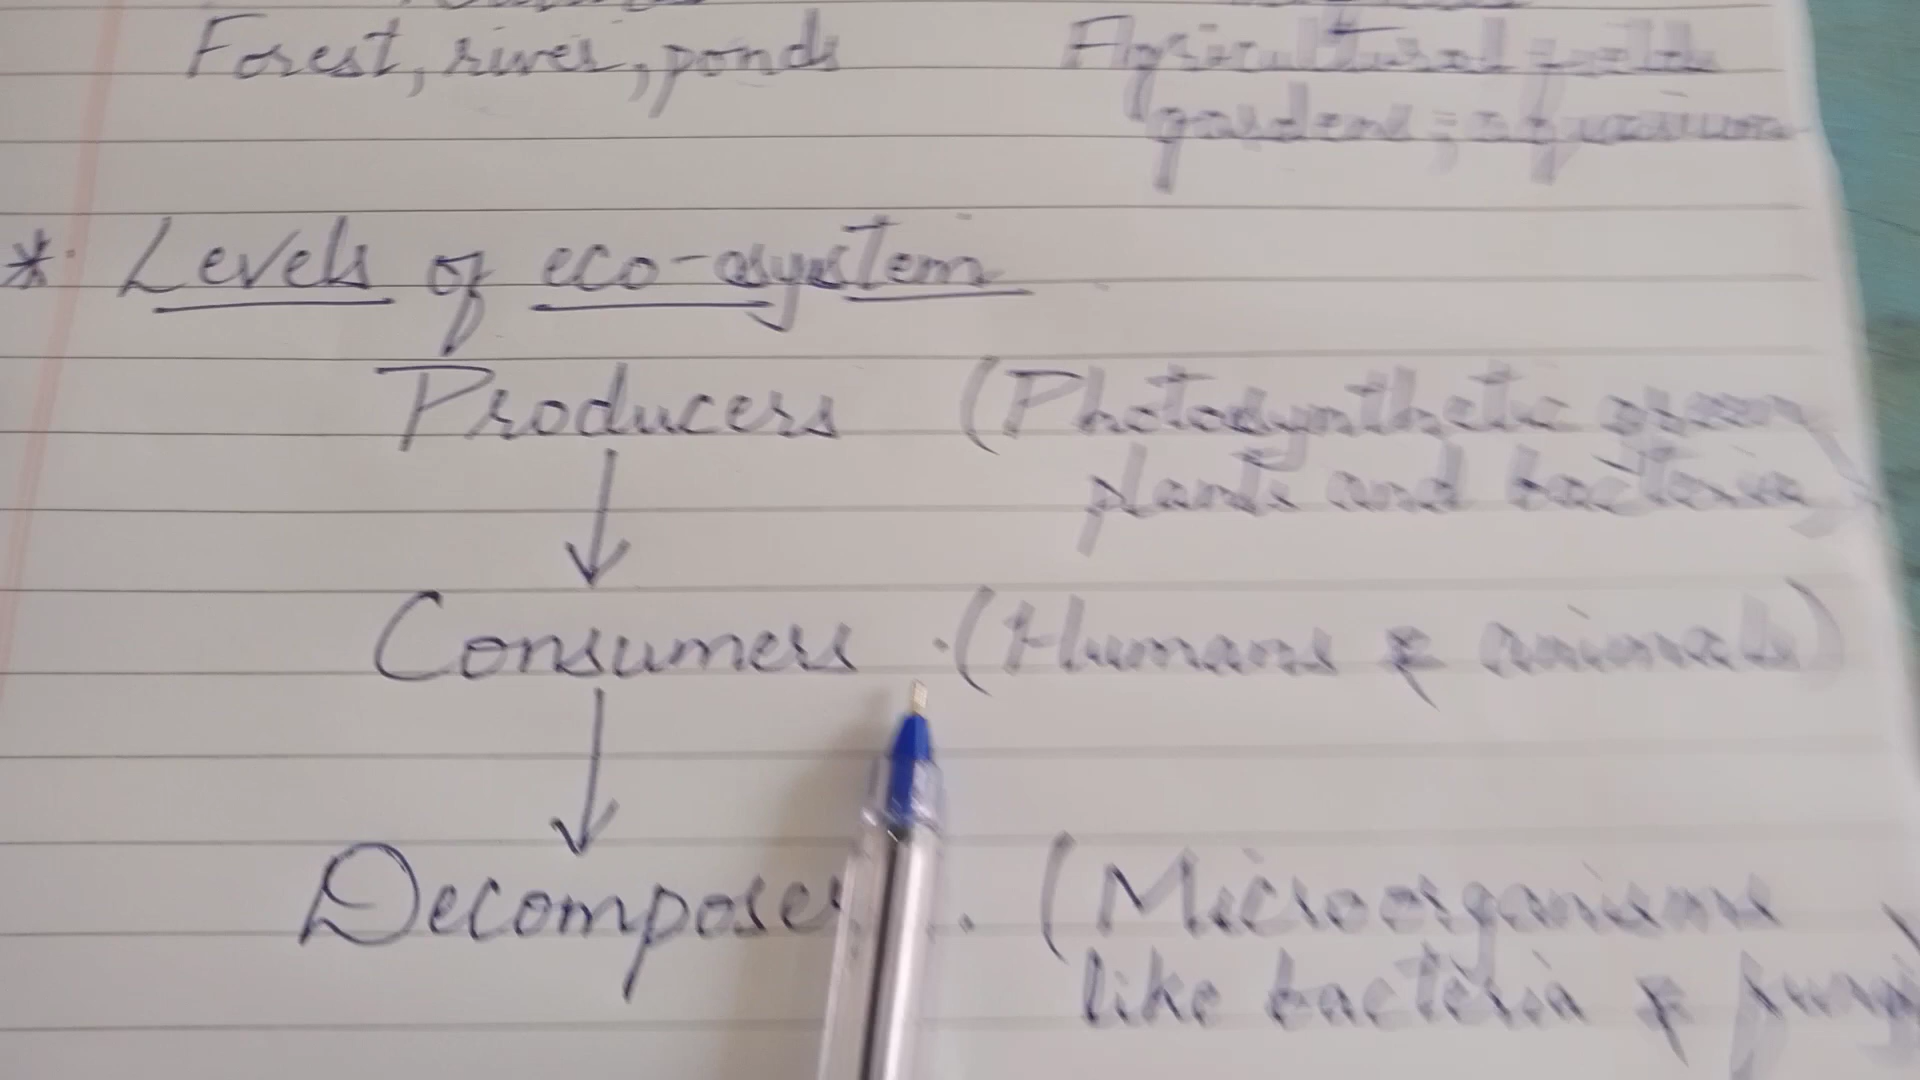 Forest, river, ponds
Agricultural fields
gardens, aquarium
* Levels of eco-system
Producers (Photosynthetic green
plants and bacteria)
Consumers (Humans & animals)
Decomposer (Microorganisms
like bacteria & fungi)